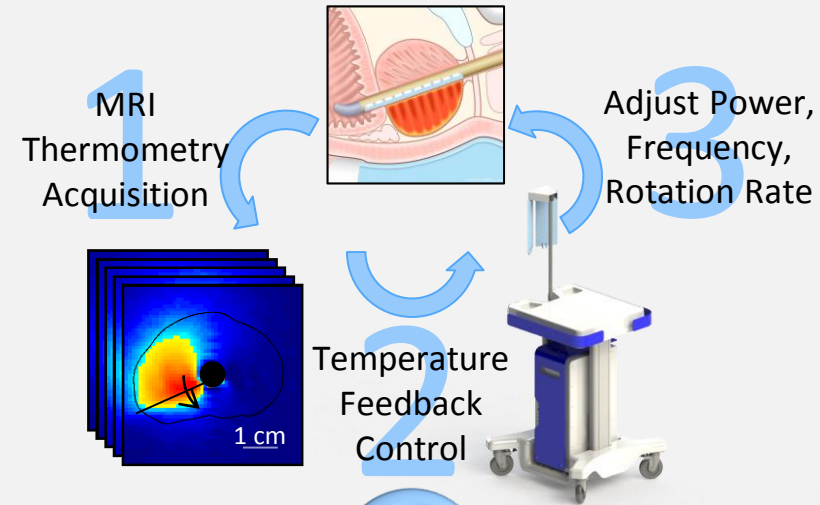 1
MRI
Thermometry
Acquisition
1 cm
2
Temperature
Feedback
Control
3
Adjust Power,
Frequency,
Rotation Rate